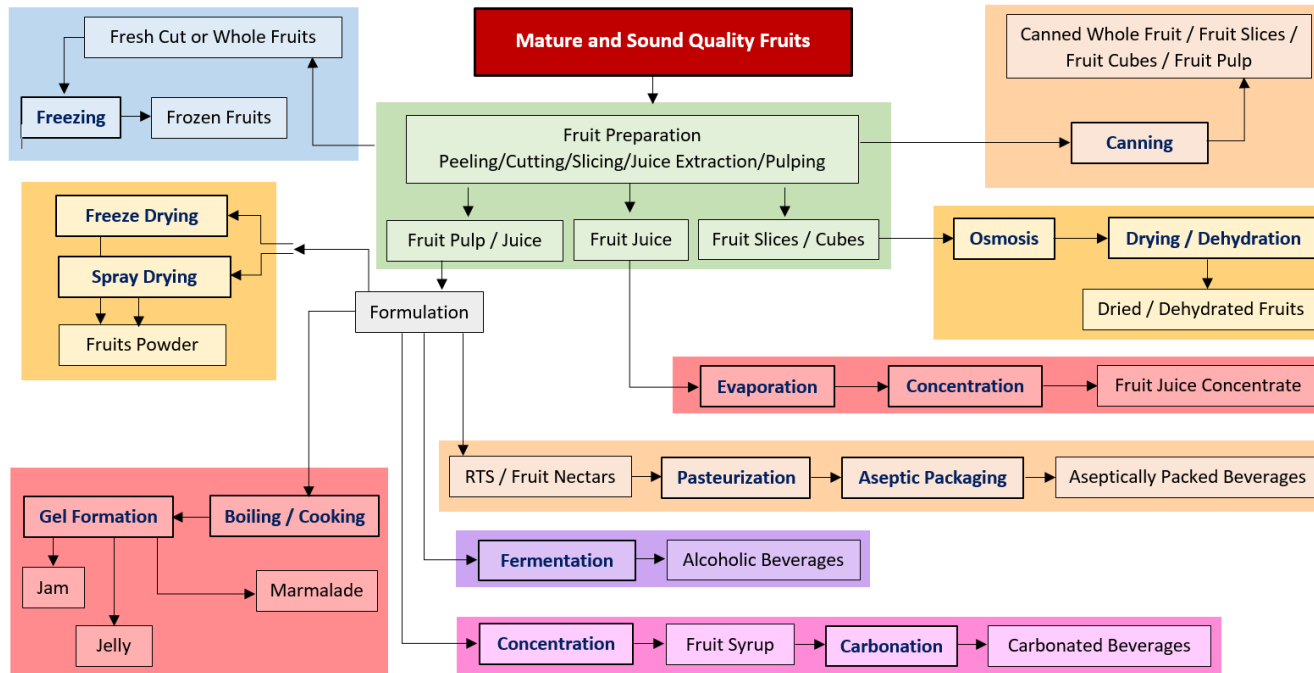 Mature and Sound Quality Fruits
Fresh Cut or Whole Fruits
Freezing
Frozen Fruits
Fruit Preparation
Peeling/Cutting/Slicing/Juice Extraction/Pulping
Canned Whole Fruit / Fruit Slices /
Fruit Cubes / Fruit Pulp
Canning
Freeze Drying
Spray Drying
Fruits Powder
Fruit Pulp / Juice
Fruit Juice
Fruit Slices / Cubes
Osmosis
Drying / Dehydration
Dried / Dehydrated Fruits
Formulation
Evaporation
Concentration
Fruit Juice Concentrate
RTS / Fruit Nectars
Pasteurization
Aseptic Packaging
Aseptically Packed Beverages
Gel Formation
Boiling / Cooking
Jam
Marmalade
Jelly
Fermentation
Alcoholic Beverages
Concentration
Fruit Syrup
Carbonation
Carbonated Beverages